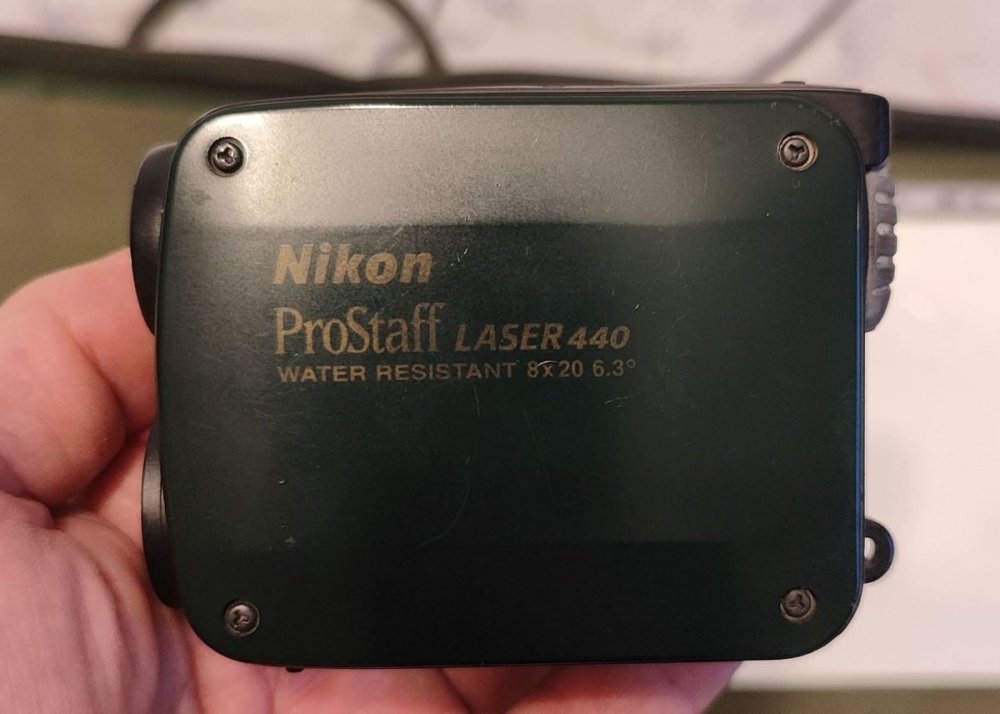 Nikon
ProStaff LASER 440
WATER RESISTANT 8x20 6.3°